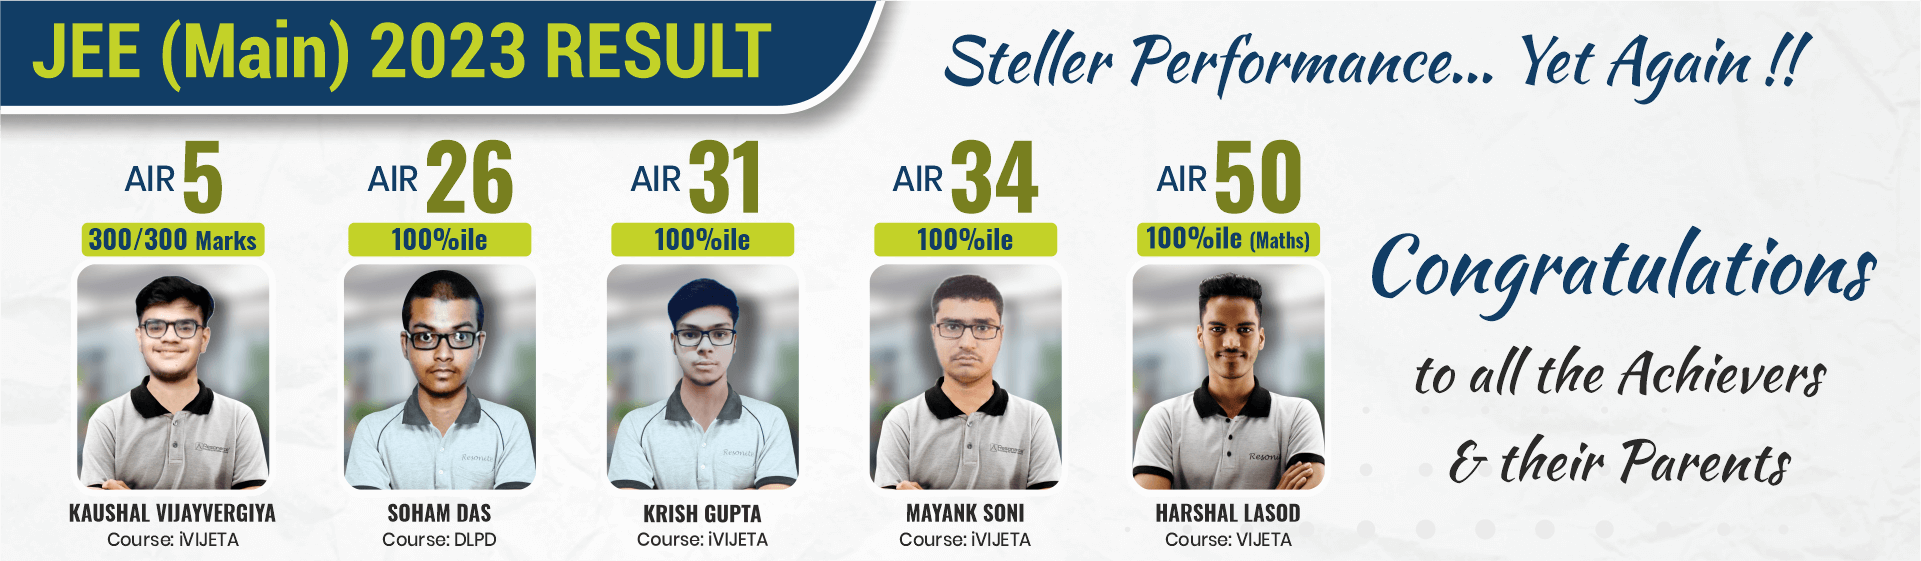 JEE (Main) 2023 RESULT
Steller Performance... Yet Again !!
AIR 5
300/300 Marks
KAUSHAL VIJAYVERGIYA
Course: iVIJETA
AIR 26
100%ile
Resonite
SOHAM DAS
Course: DLPD
AIR 31
100%ile
Resonite
KRISH GUPTA
Course: iVIJETA
AIR 34
100%ile
MAYANK SONI
Course: iVIJETA
AIR 50
100%ile (Maths)
HARSHAL LASOD
Course: VIJETA
Congratulations
to all the Achievers
& their Parents